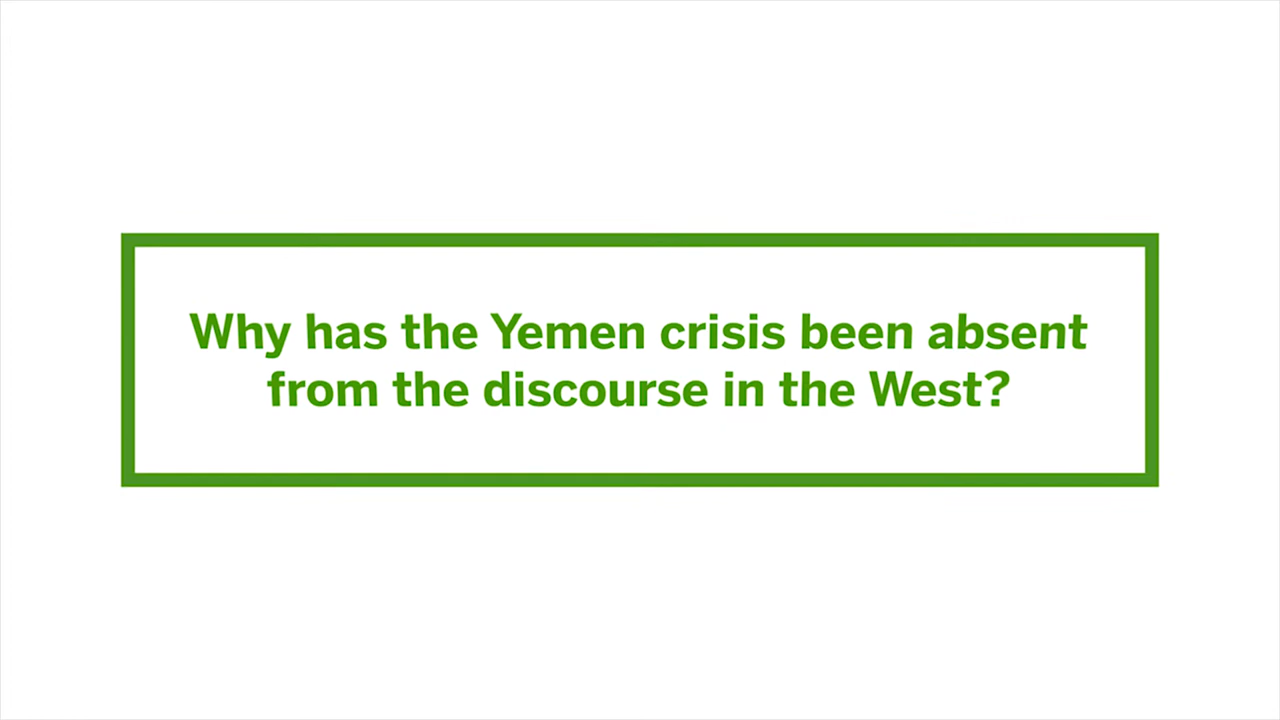 Why has the Yemen crisis been absent
from the discourse in the West?